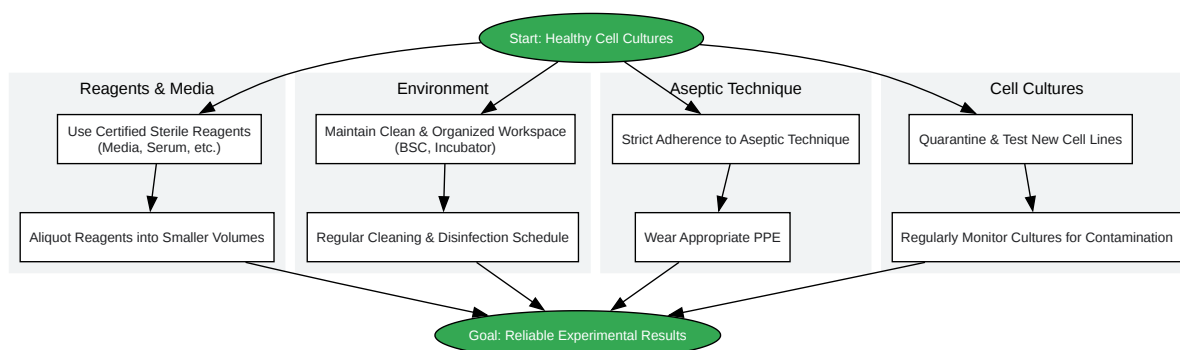 Start: Healthy Cell Cultures
Reagents & Media
Environment
Aseptic Technique
Cell Cultures
Use Certified Sterile Reagents
(Media, Serum, etc.)
Maintain Clean & Organized Workspace
(BSC, Incubator)
Strict Adherence to Aseptic Technique
Quarantine & Test New Cell Lines
Aliquot Reagents into Smaller Volumes
Regular Cleaning & Disinfection Schedule
Wear Appropriate PPE
Regularly Monitor Cultures for Contamination
Goal: Reliable Experimental Results